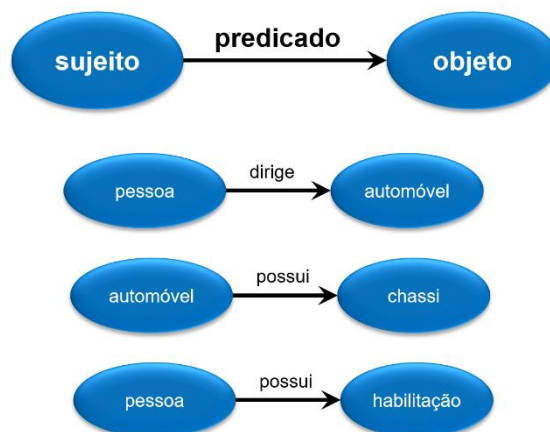 sujeito predicado objeto
pessoa dirige automóvel
automóvel possui chassi
pessoa possui habilitação